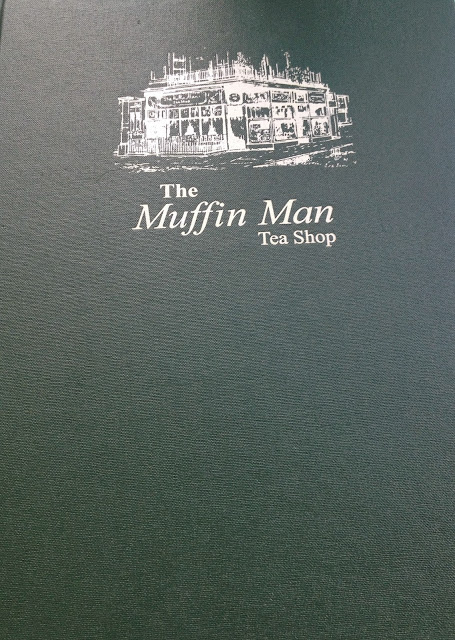 The
Muffin Man
Tea Shop